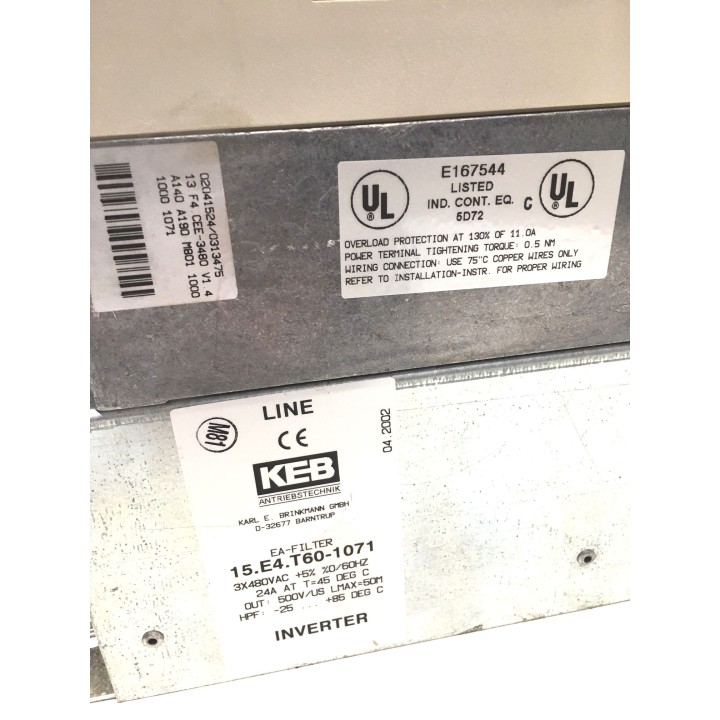 02041524/0313475
13 F4.CEE-3480 V1.4
A140 A190 MB01 1000
1000 1071
UL
®
E167544
LISTED
IND. CONT. EQ.
6D72
C UL
®
OVERLOAD PROTECTION AT 130% OF 11.0A
POWER TERMINAL TIGHTENING TORQUE: 0.5 NM
WIRING CONNECTION: USE 75°C COPPER WIRES ONLY
REFER TO INSTALLATION-INSTR. FOR PROPER WIRING
M81
LINE
CE
04.2002
KEB
ANTRIEBSTECHNIK
KARL E. BRINKMANN GMBH
D-32677 BARNTRUP
EA-FILTER
15.E4.T60-1071
3X480VAC +5% %0/60HZ
24A AT T=45 DEG C
OUT: 500V/US LMAX=50M
HPF: -25 ... +85 DEG C
INVERTER